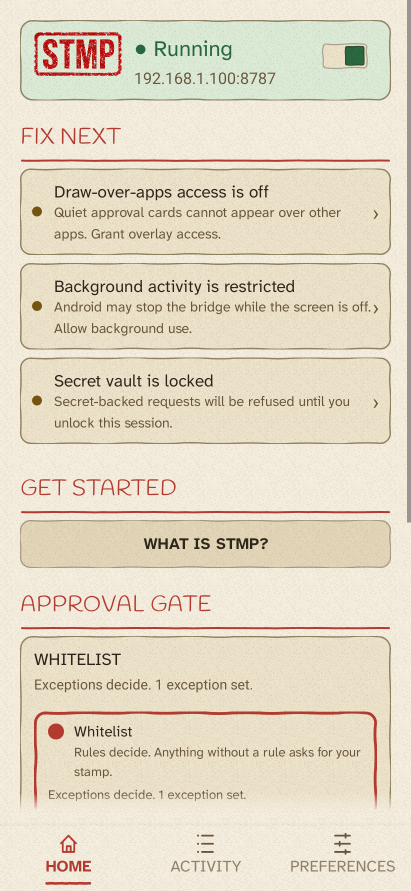 STMP
Running
192.168.1.100:8787
FIX NEXT
Draw-over-apps access is off
Quiet approval cards cannot appear over other
apps. Grant overlay access.
Background activity is restricted
Android may stop the bridge while the screen is off.
Allow background use.
Secret vault is locked
Secret-backed requests will be refused until you
unlock this session.
GET STARTED
WHAT IS STMP?
APPROVAL GATE
WHITELIST
Exceptions decide. 1 exception set.
Whitelist
Rules decide. Anything without a rule asks for your
stamp.
Exceptions decide. 1 exception set.
HOME
ACTIVITY
PREFERENCES